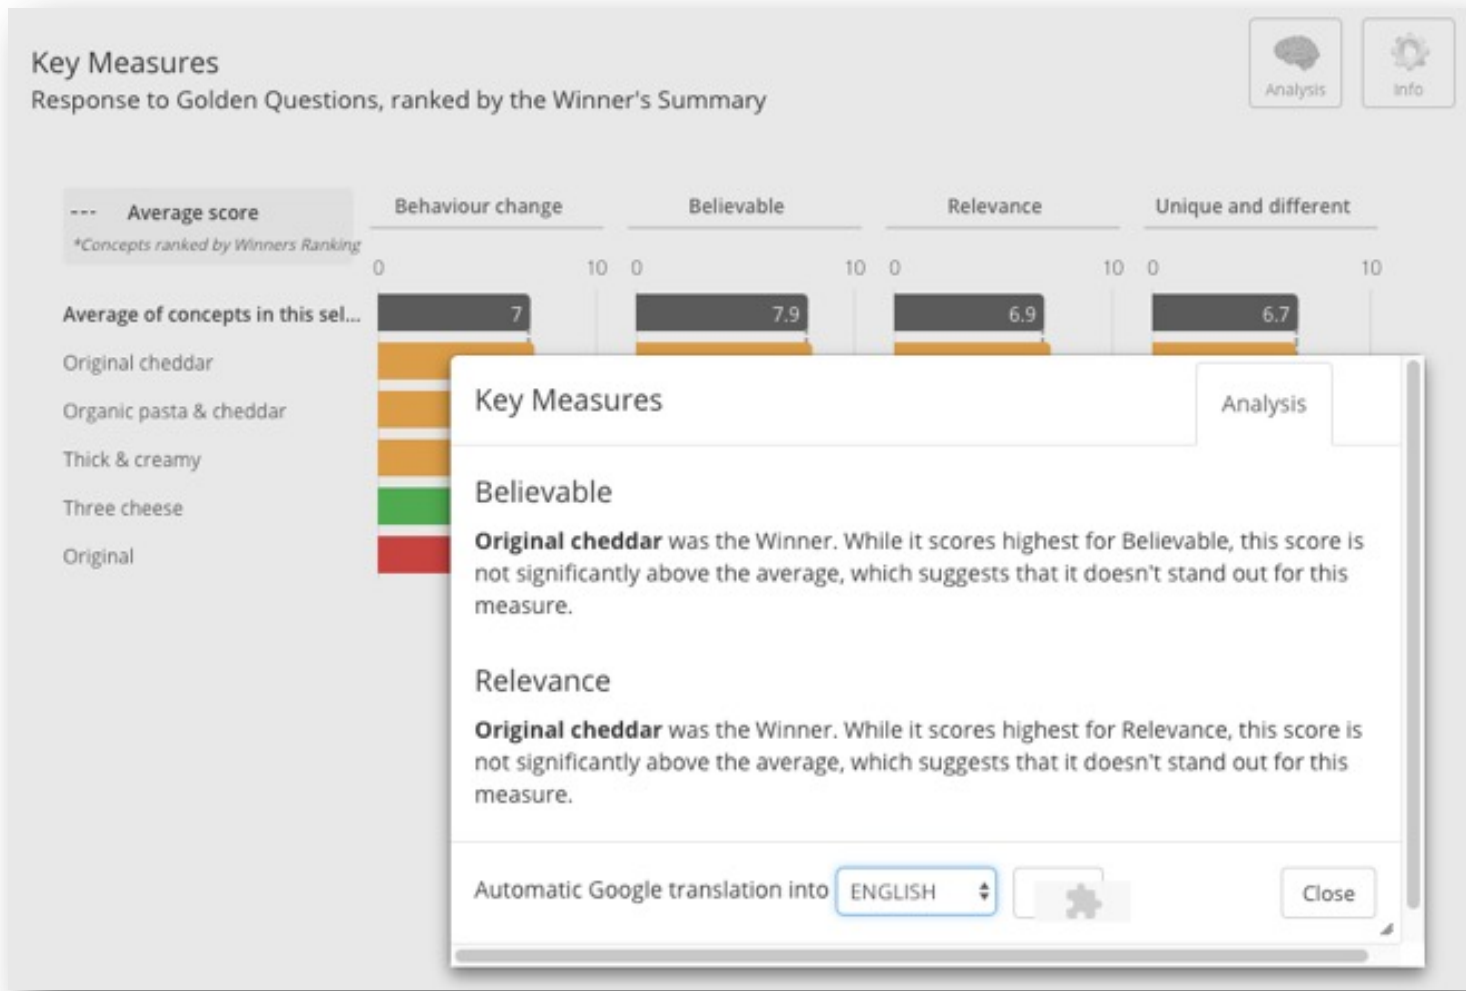 Key Measures
Response to Golden Questions, ranked by the Winner's Summary
Analysis
Info
--- Average score
*Concepts ranked by Winners Ranking
Behaviour change
Believable
Relevance
Unique and different
0 10 0 10 0 10 0 10
Average of concepts in this sel... 7 7.9 6.9 6.7
Original cheddar
Organic pasta & cheddar
Thick & creamy
Three cheese
Original
Key Measures
Analysis
Believable
Original cheddar was the Winner. While it scores highest for Believable, this score is
not significantly above the average, which suggests that it doesn't stand out for this
measure.
Relevance
Original cheddar was the Winner. While it scores highest for Relevance, this score is
not significantly above the average, which suggests that it doesn't stand out for this
measure.
Automatic Google translation into ENGLISH
Close